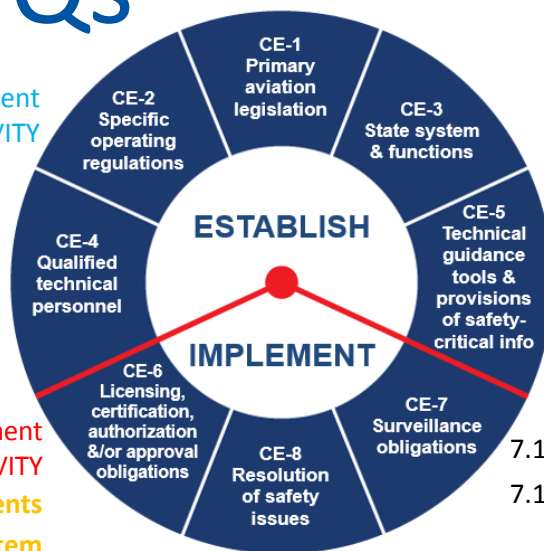 QS
CE-1
Primary
aviation
legislation
CE-2
Specific
operating
regulations
CE-3
State system
& functions
CE-4
Qualified
technical
personnel
CE-5
Technical
guidance
tools &
provisions
of safety-
critical info
ESTABLISH
IMPLEMENT
CE-6
Licensing,
certification,
authorization
&/or approval
obligations
CE-7
Surveillance
obligations
CE-8
Resolution
of safety
issues
ent
VITY
ment
VITY
ents
tem
7.1
7.1